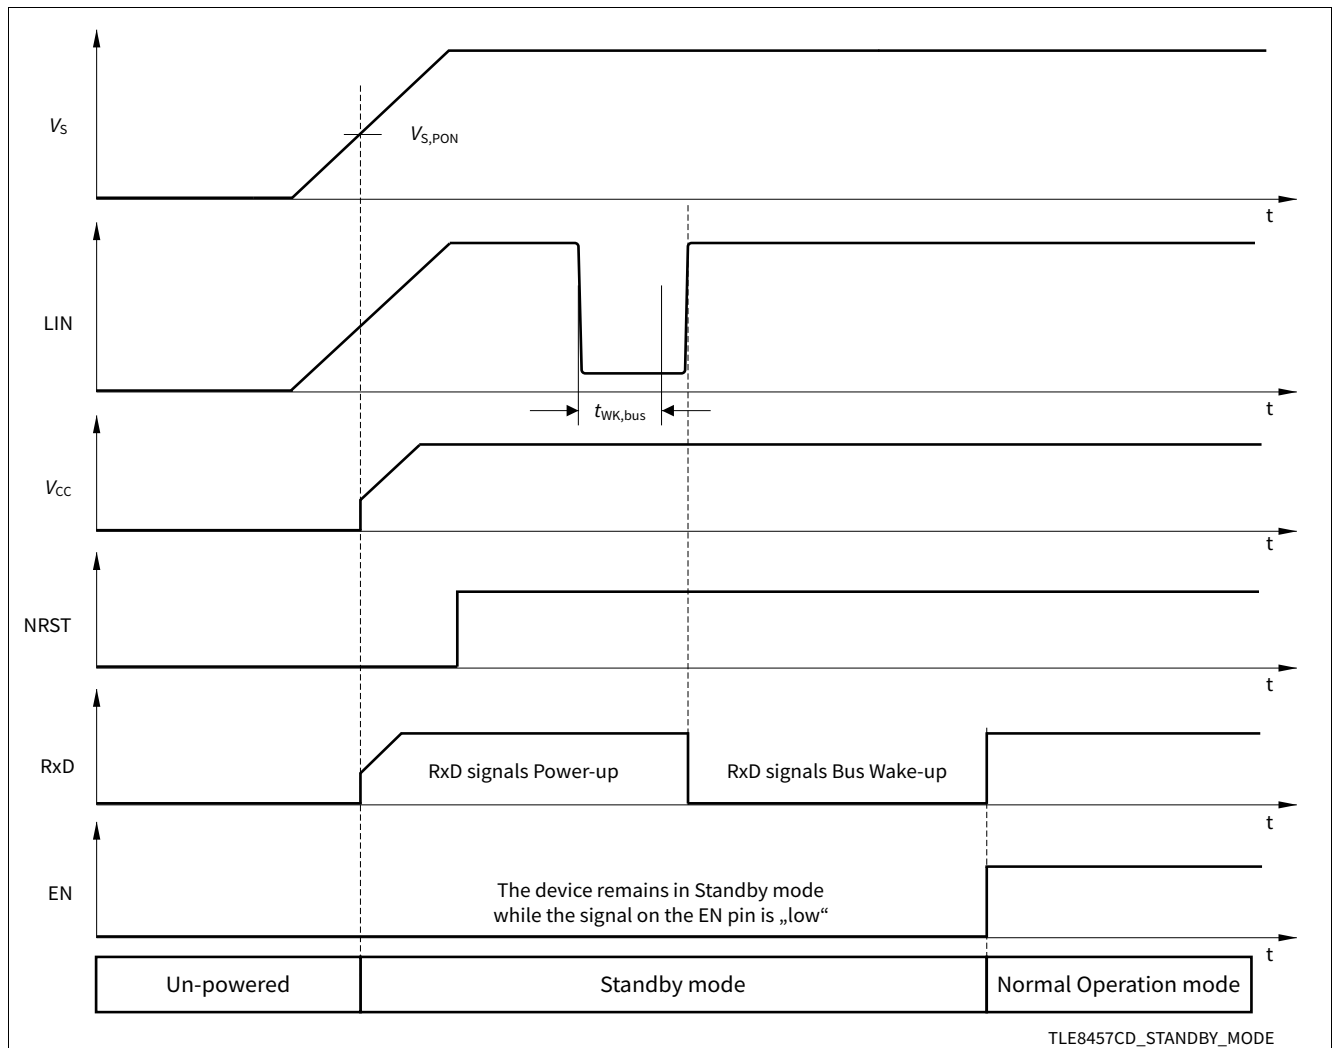 VS
VS,PON
t
LIN
tWK,bus
t
VCC
t
NRST
t
RxD
RxD signals Power-up
RxD signals Bus Wake-up
t
EN
The device remains in Standby mode
while the signal on the EN pin is „low“
t
Un-powered
Standby mode
Normal Operation mode
TLE8457CD_STANDBY_MODE